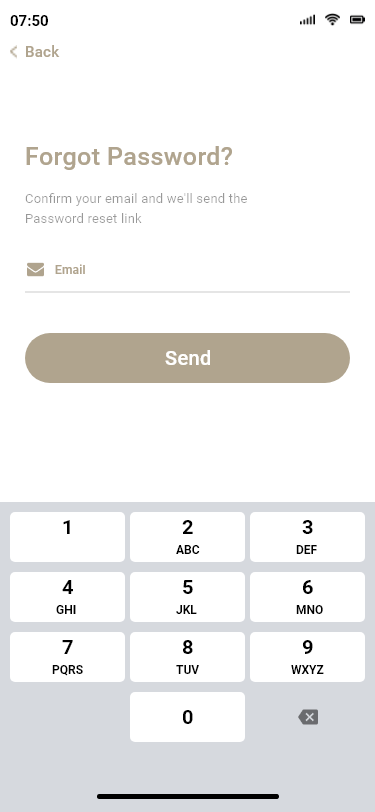 07:50
Back
Forgot Password?
Confirm your email and we'll send the
Password reset link
Email
Send
1 2 3
ABC DEF
4 5 6
GHI JKL MNO
7 8 9
PQRS TUV WXYZ
0